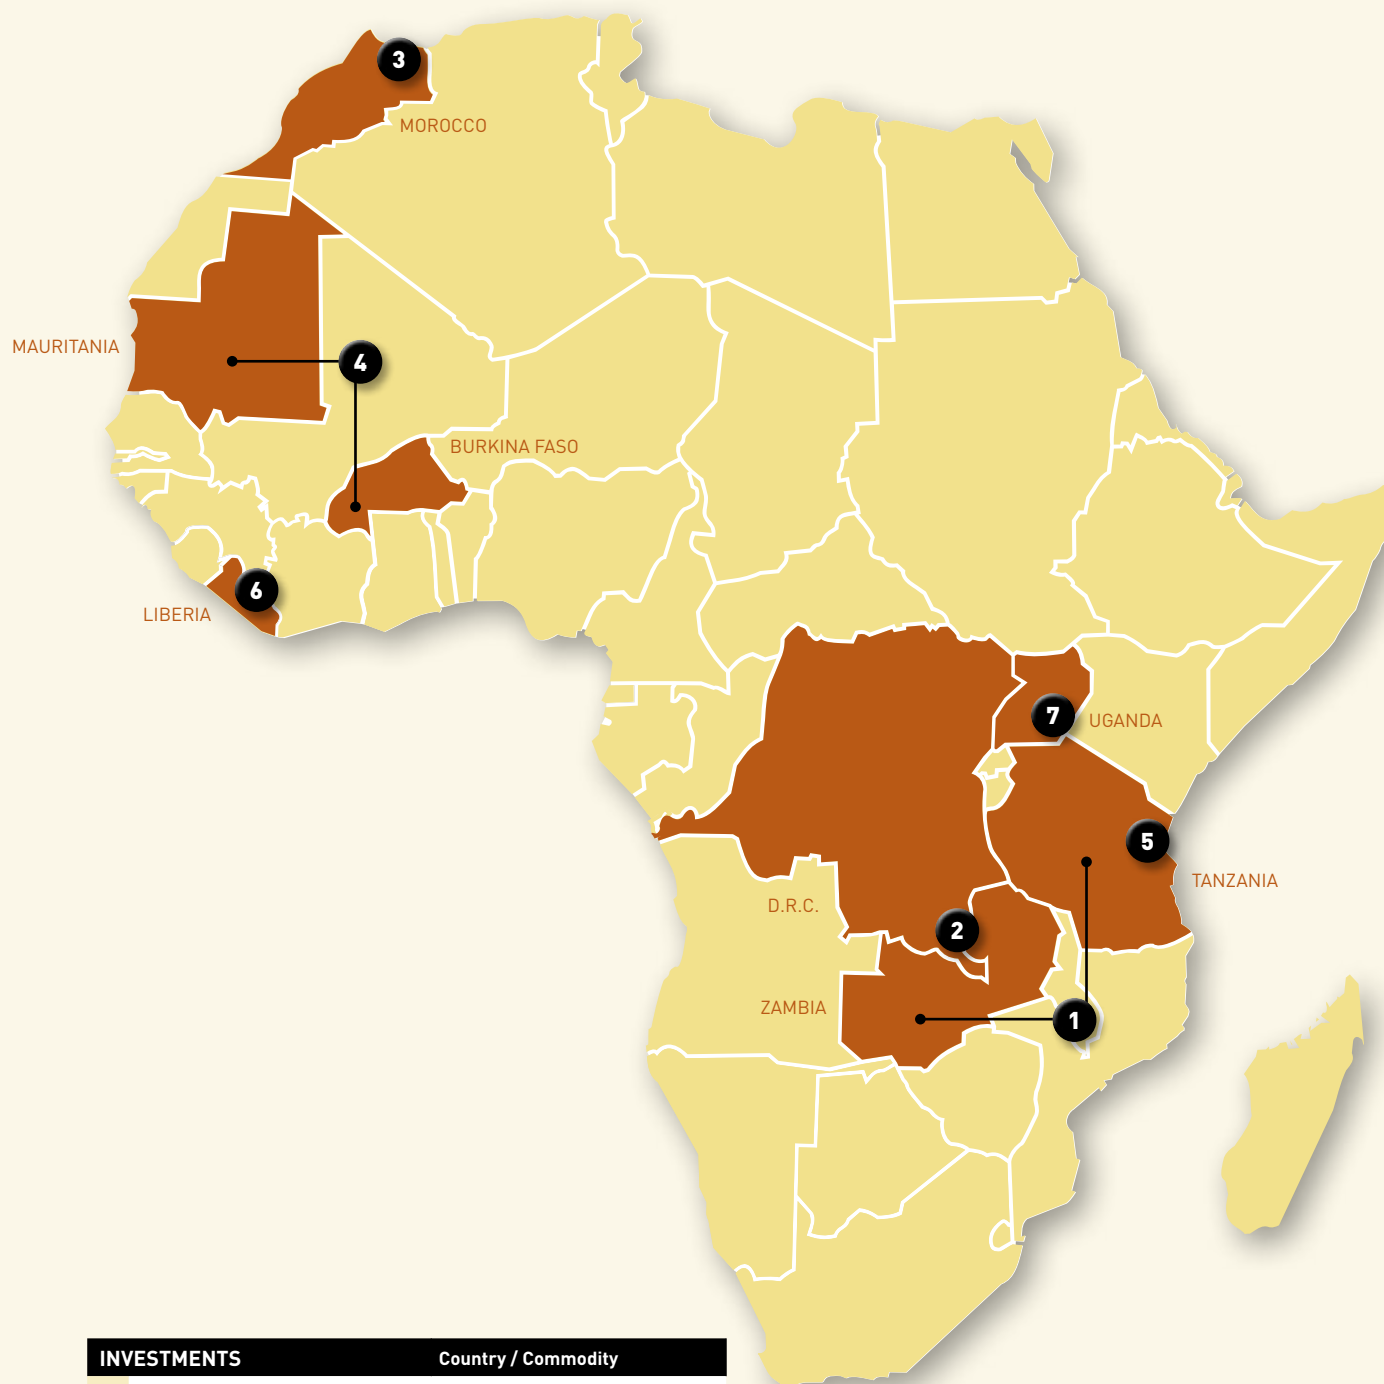 3
MOROCCO
MAURITANIA
4
BURKINA FASO
6
LIBERIA
7
UGANDA
5
TANZANIA
D.R.C.
2
ZAMBIA
1
INVESTMENTS Country / Commodity